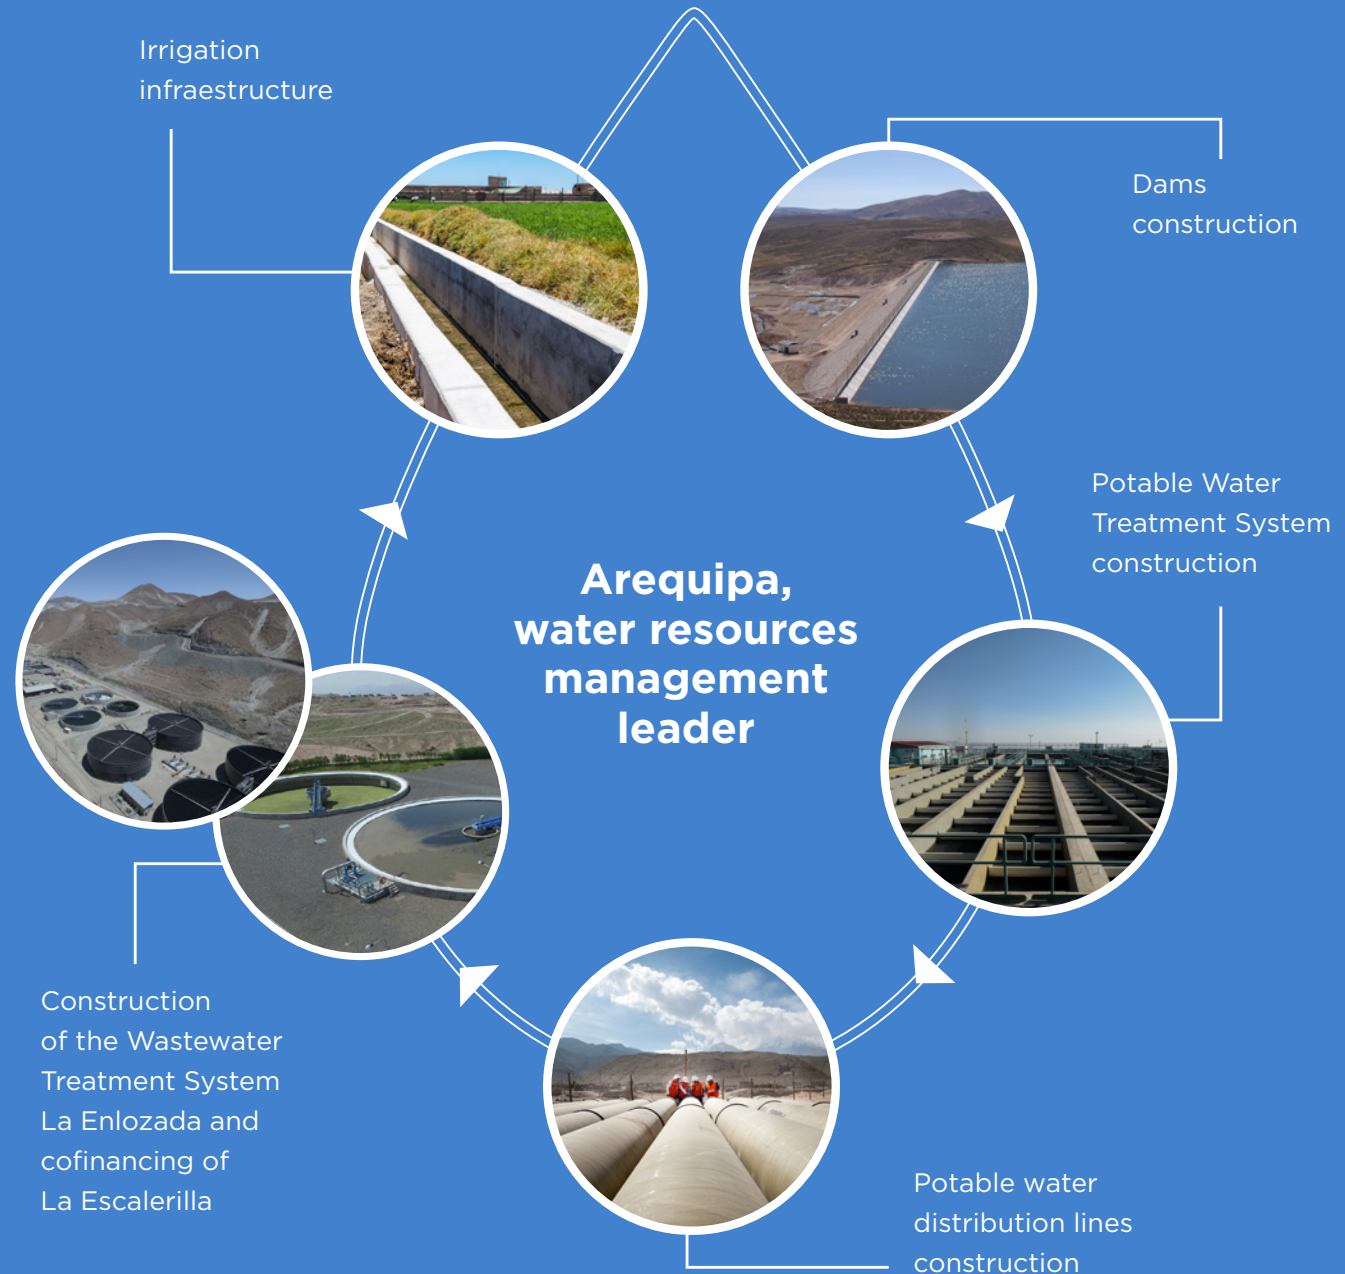 Irrigation
infraestructure
Dams
construction
Potable Water
Treatment System
construction
Arequipa,
water resources
management
leader
Construction
of the Wastewater
Treatment System
La Enlozada and
cofinancing of
La Escalerilla
Potable water
distribution lines
construction